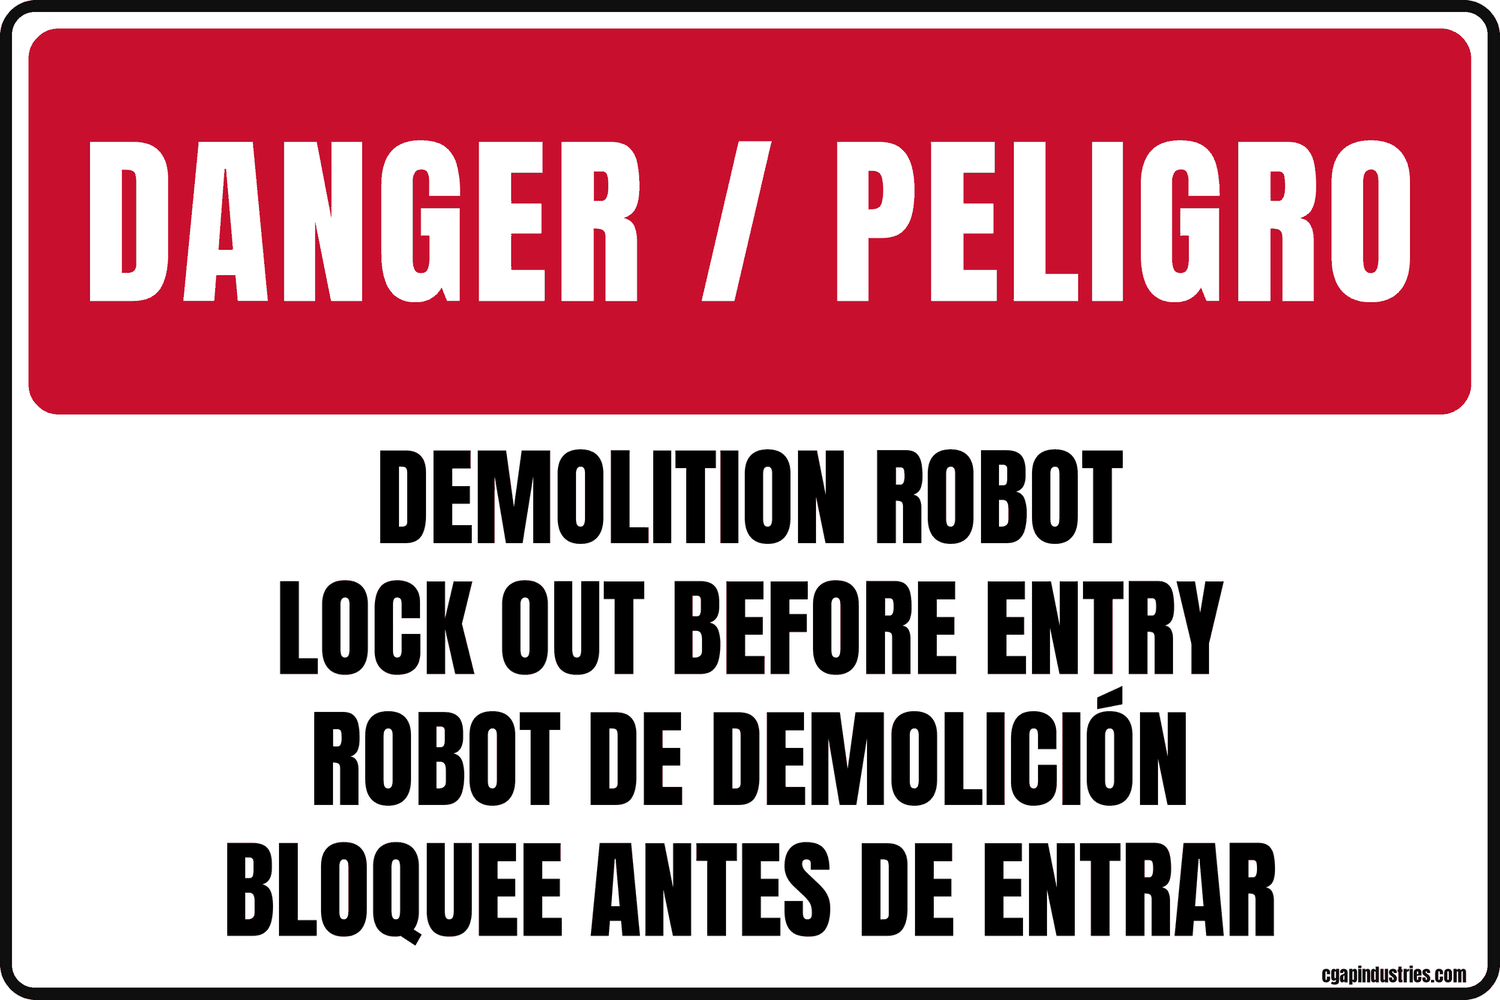 DANGER / PELIGRO
DEMOLITION ROBOT
LOCK OUT BEFORE ENTRY
ROBOT DE DEMOLICIÓN
BLOQUEE ANTES DE ENTRAR
cgapindustries.com